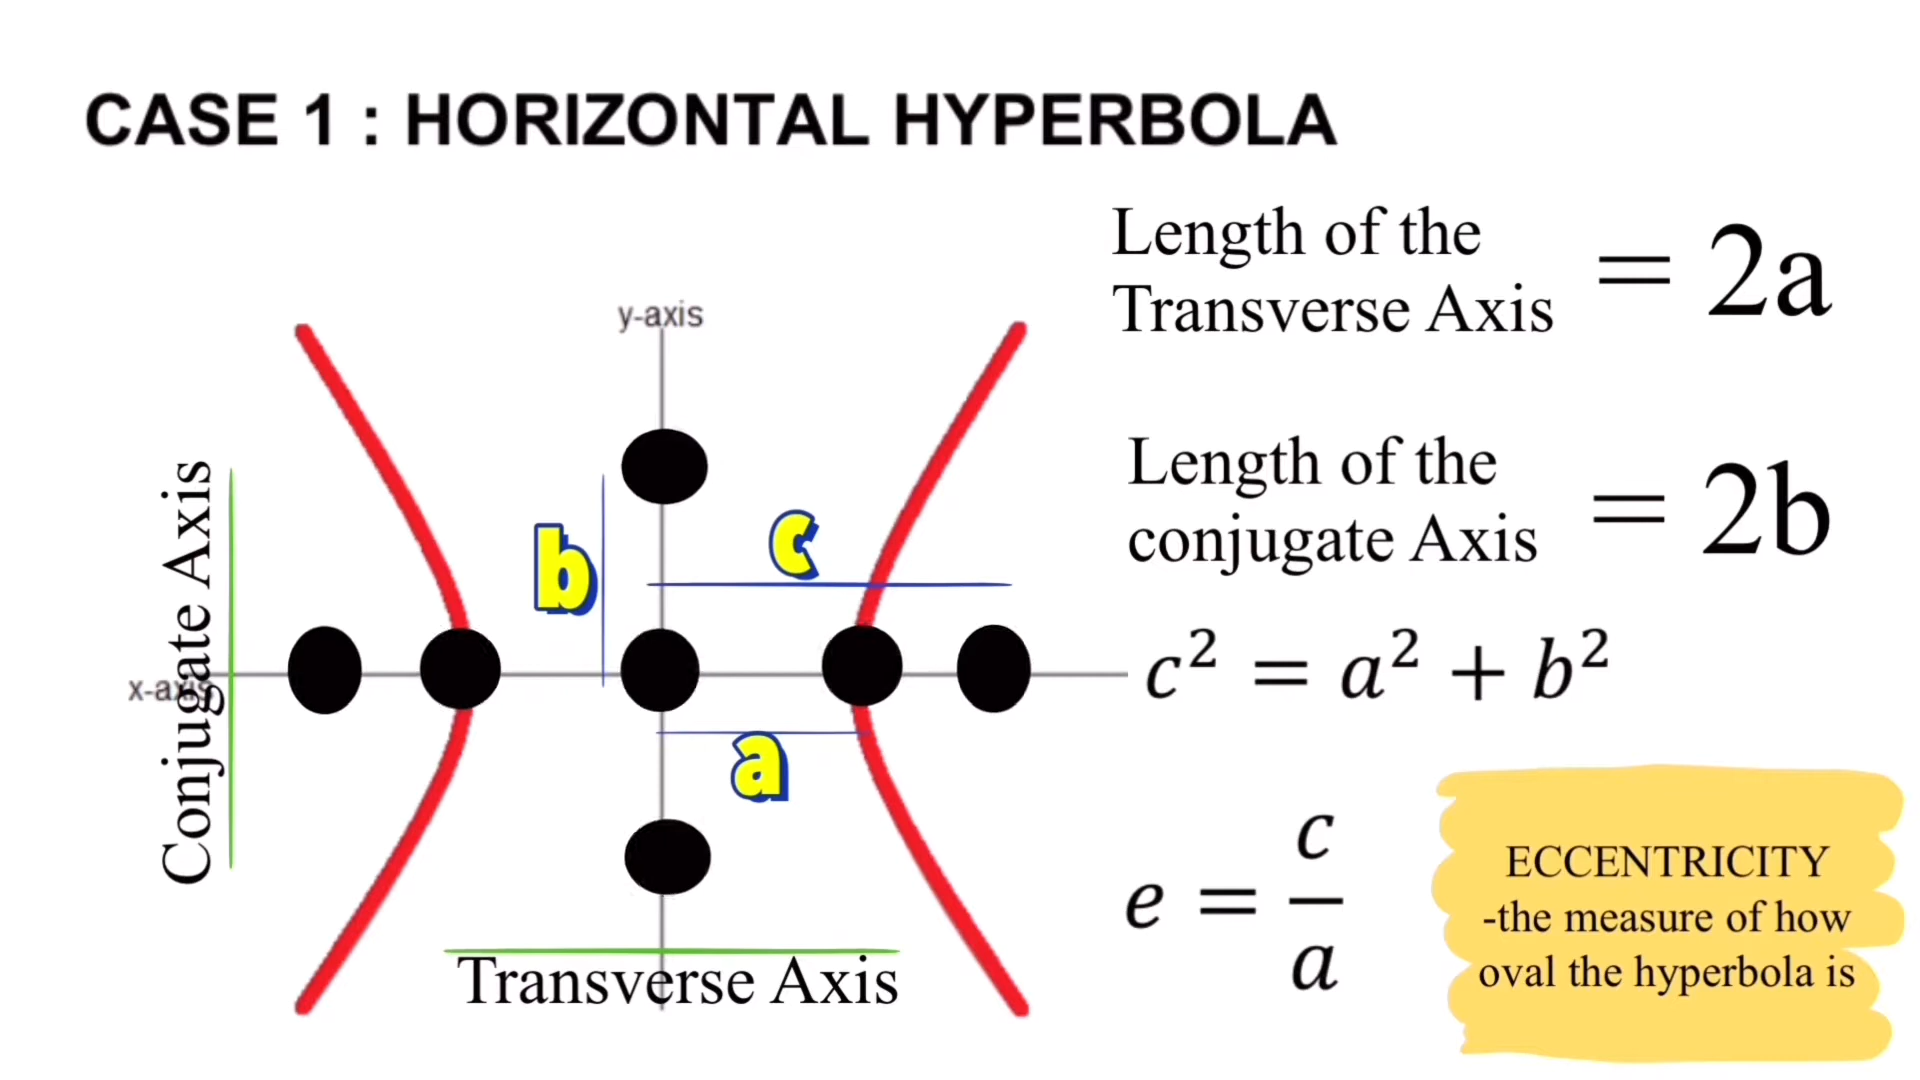 CASE 1 : HORIZONTAL HYPERBOLA
Length of the
Transverse Axis
= 2a
y-axis
Length of the
conjugate Axis
= 2b
Conjugate Axis
b
c
x-axis
c² = a² + b²
a
e = c/a
ECCENTRICITY
-the measure of how
oval the hyperbola is
Transverse Axis